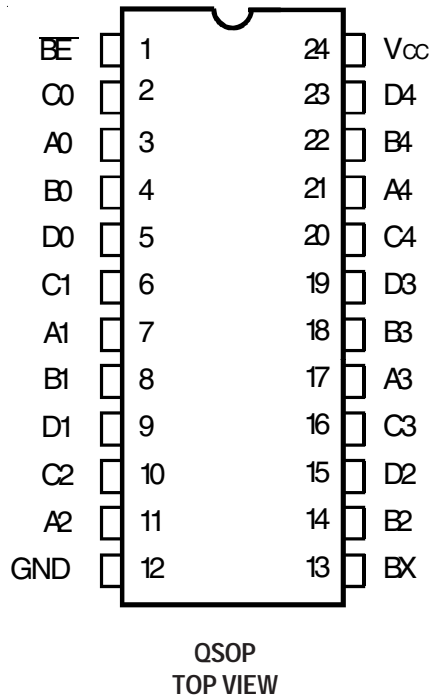 BE 1 24 Vcc
C0 2 23 D4
A0 3 22 B4
B0 4 21 A4
D0 5 20 C4
C1 6 19 D3
A1 7 18 B3
B1 8 17 A3
D1 9 16 C3
C2 10 15 D2
A2 11 14 B2
GND 12 13 BX
QSOP
TOP VIEW